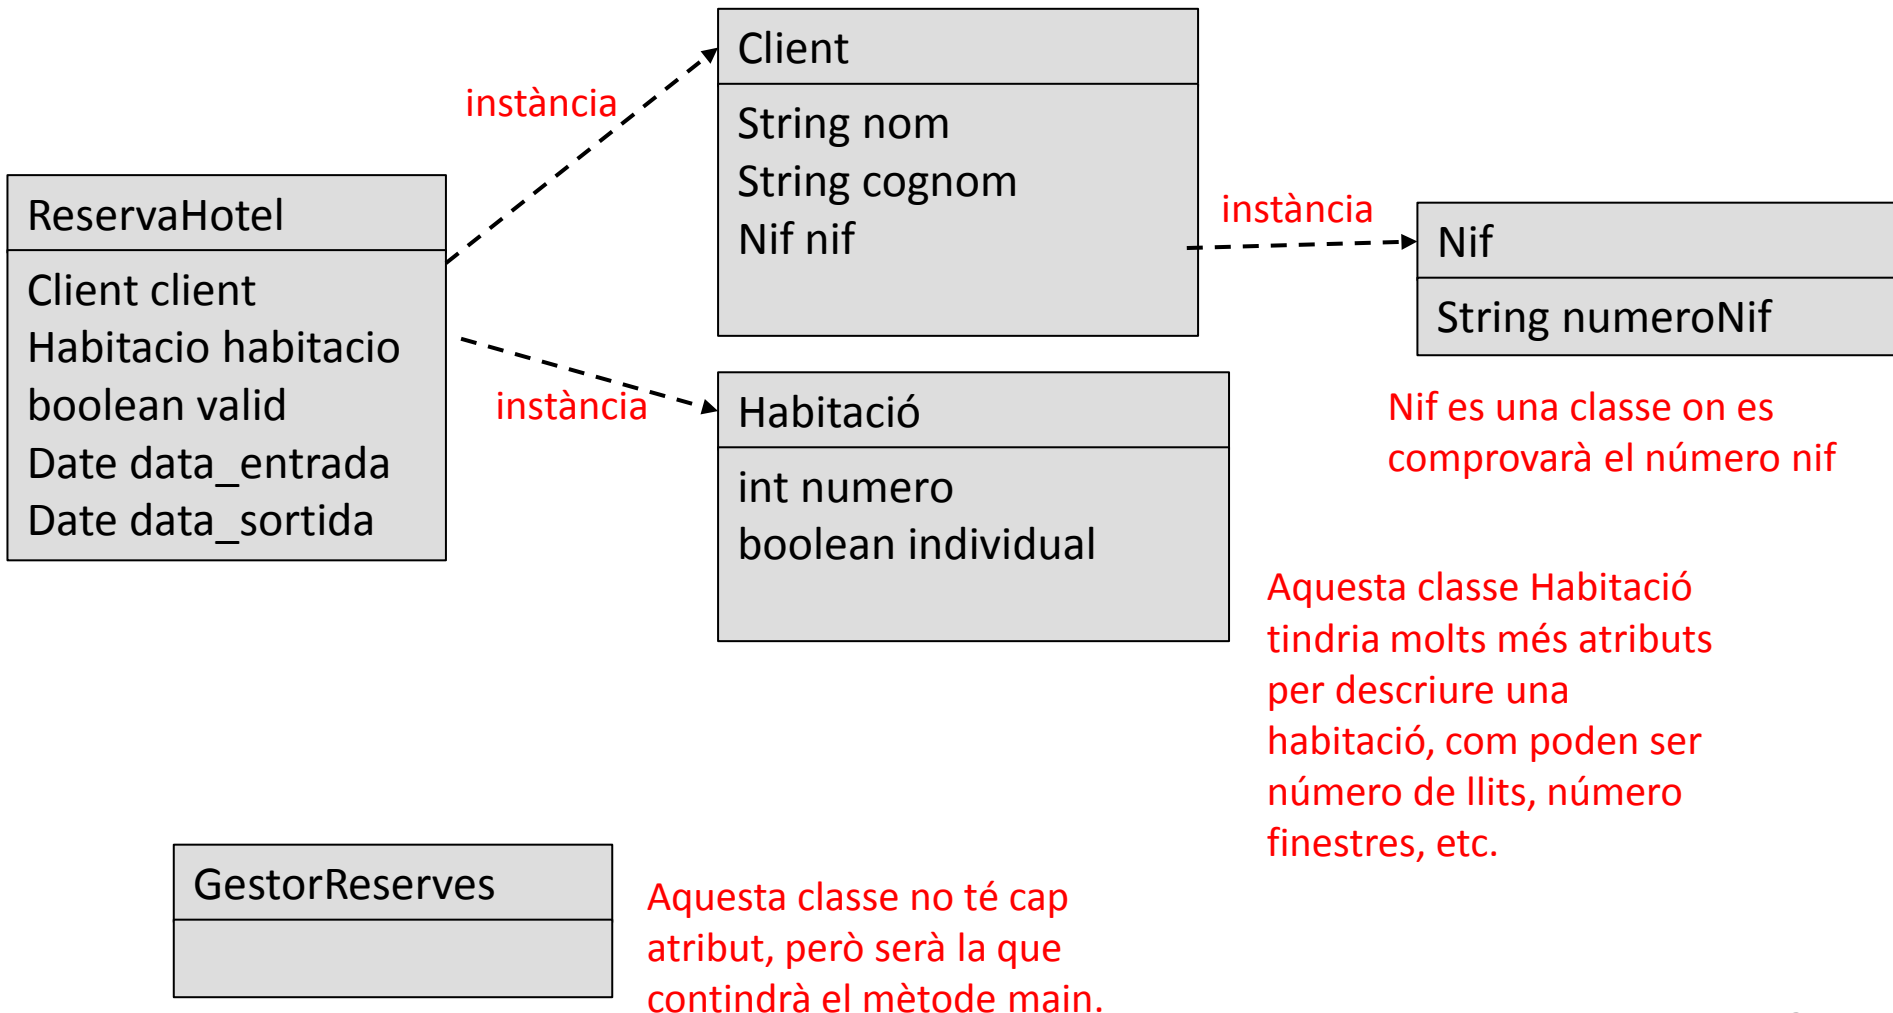 Client
String nom
String cognom
Nif nif
instància
ReservaHotel
Client client
Habitacio habitacio
boolean valid
Date data_entrada
Date data_sortida
instància
Nif
String numeroNif
Nif es una classe on es
comprovarà el número nif
instància
Habitació
int numero
boolean individual
Aquesta classe Habitació
tindria molts més atributs
per descriure una
habitació, com poden ser
número de llits, número
finestres, etc.
GestorReserves
Aquesta classe no té cap
atribut, però serà la que
contindrà el mètode main.